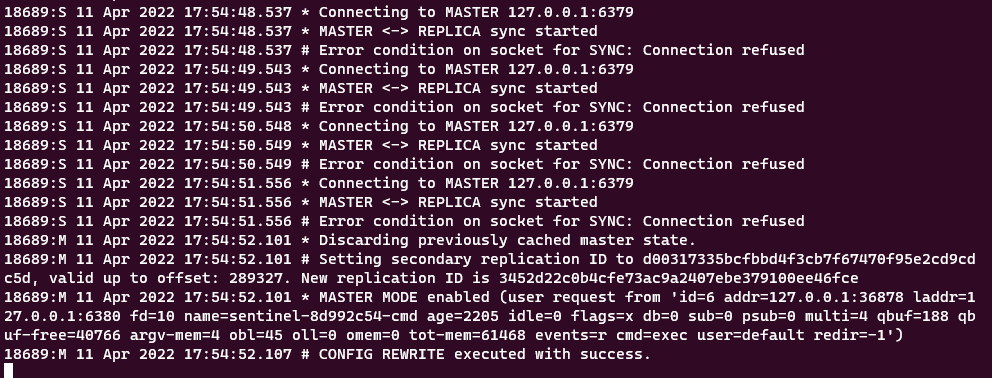 18689:S 11 Apr 2022 17:54:48.537 * Connecting to MASTER 127.0.0.1:6379
18689:S 11 Apr 2022 17:54:48.537 * MASTER <-> REPLICA sync started
18689:S 11 Apr 2022 17:54:48.537 # Error condition on socket for SYNC: Connection refused
18689:S 11 Apr 2022 17:54:49.543 * Connecting to MASTER 127.0.0.1:6379
18689:S 11 Apr 2022 17:54:49.543 * MASTER <-> REPLICA sync started
18689:S 11 Apr 2022 17:54:49.543 # Error condition on socket for SYNC: Connection refused
18689:S 11 Apr 2022 17:54:50.548 * Connecting to MASTER 127.0.0.1:6379
18689:S 11 Apr 2022 17:54:50.549 * MASTER <-> REPLICA sync started
18689:S 11 Apr 2022 17:54:50.549 # Error condition on socket for SYNC: Connection refused
18689:S 11 Apr 2022 17:54:51.556 * Connecting to MASTER 127.0.0.1:6379
18689:S 11 Apr 2022 17:54:51.556 * MASTER <-> REPLICA sync started
18689:S 11 Apr 2022 17:54:51.556 # Error condition on socket for SYNC: Connection refused
18689:M 11 Apr 2022 17:54:52.101 * Discarding previously cached master state.
18689:M 11 Apr 2022 17:54:52.101 # Setting secondary replication ID to d00317335bcfbbd4f3cb7f67470f95e2cd9cd
c5d, valid up to offset: 289327. New replication ID is 3452d22c0b4cfe73ac9a2407ebe379100ee46fce
18689:M 11 Apr 2022 17:54:52.101 * MASTER MODE enabled (user request from 'id=6 addr=127.0.0.1:36878 laddr=1
27.0.0.1:6380 fd=10 name=sentinel-8d992c54-cmd age=2205 idle=0 flags=x db=0 sub=0 psub=0 multi=4 qbuf=188 qb
uf-free=40766 argv-mem=4 obl=45 oll=0 omem=0 tot-mem=61468 events=r cmd=exec user=default redir=-1')
18689:M 11 Apr 2022 17:54:52.107 # CONFIG REWRITE executed with success.